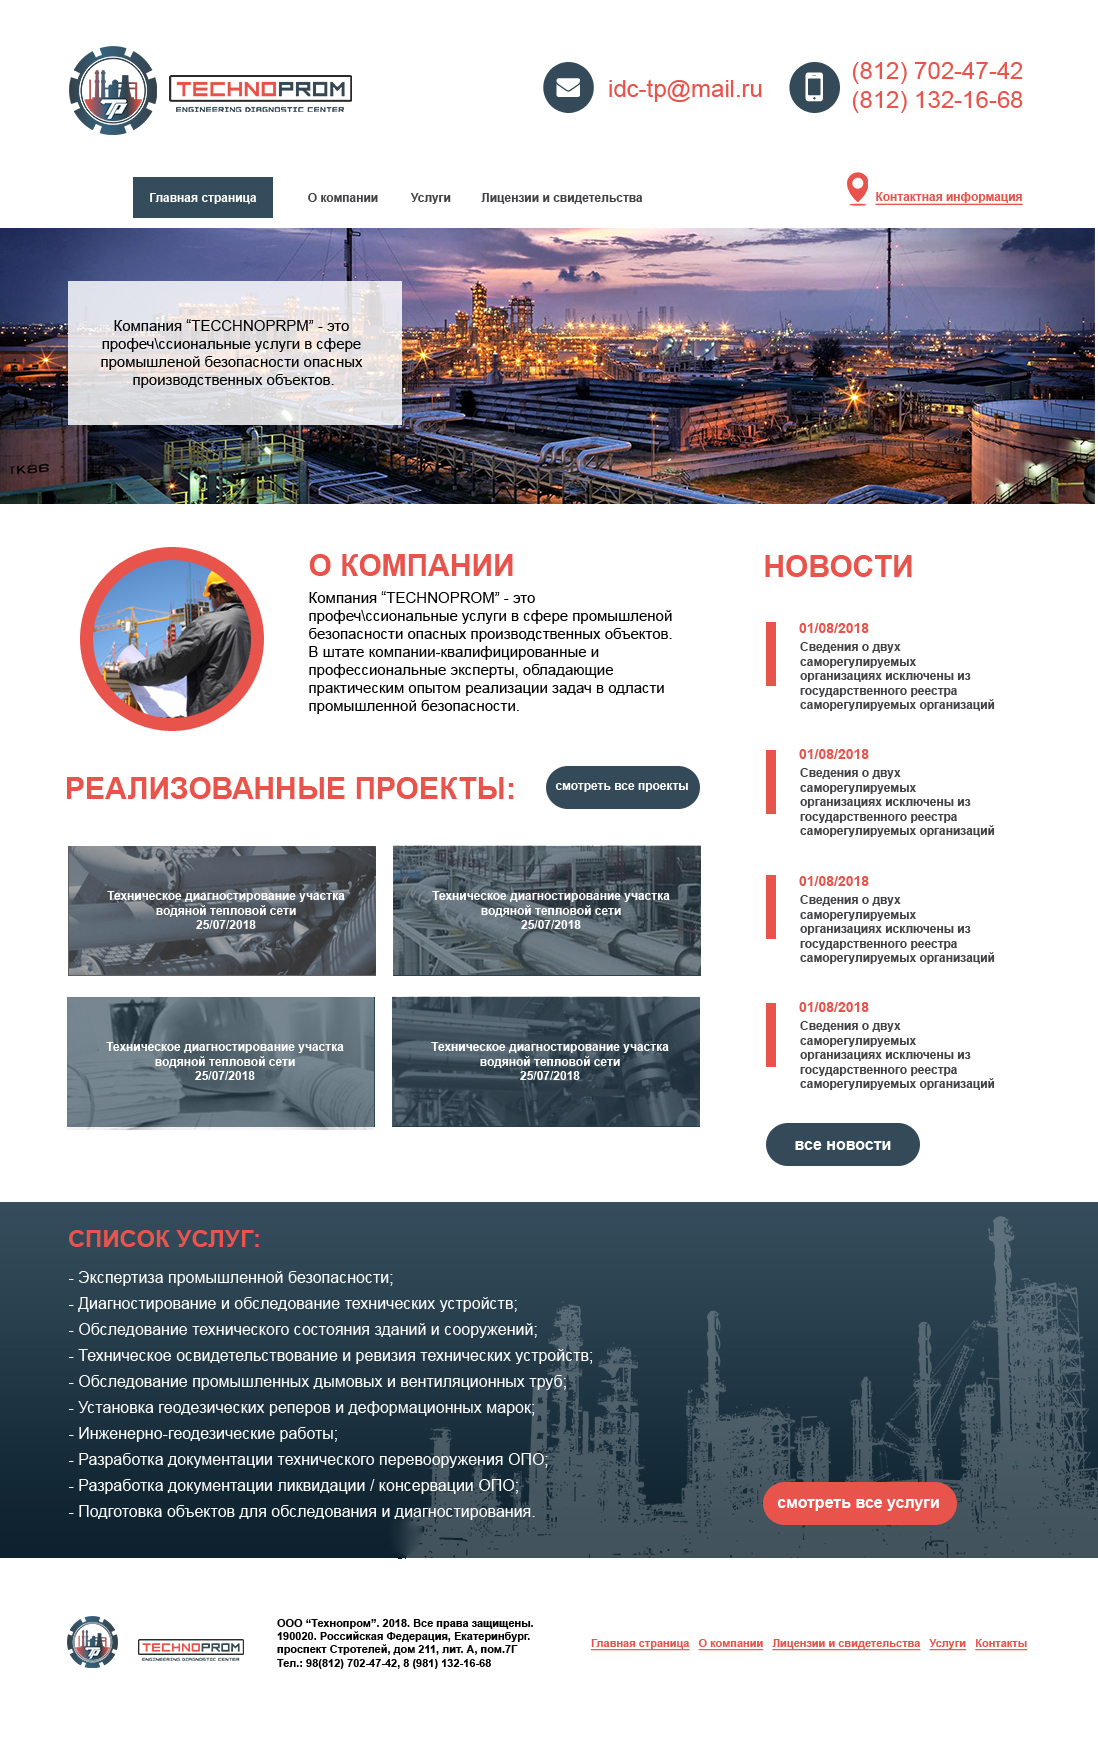 TECHNOPROM
ENGINEERING DIAGNOSTIC CENTER
TP
idc-tp@mail.ru
(812) 702-47-42
(812) 132-16-68
Главная страница
О компании
Услуги
Лицензии и свидетельства
Контактная информация
Компания “TECCHNOPRPM” - это
профеч\ссиональные услуги в сфере
промышленой безопасности опасных
производственных объектов.
TK86
О КОМПАНИИ
Компания “TECHNOPROM” - это
профеч\ссиональные услуги в сфере промышленой
безопасности опасных производственных объектов.
В штате компании-квалифицированные и
профессиональные эксперты, обладающие
практическим опытом реализации задач в одласти
промышленной безопасности.
РЕАЛИЗОВАННЫЕ ПРОЕКТЫ:
смотреть все проекты
Техническое диагностирование участка
водяной тепловой сети
25/07/2018
Техническое диагностирование участка
водяной тепловой сети
25/07/2018
Техническое диагностирование участка
водяной тепловой сети
25/07/2018
Техническое диагностирование участка
водяной тепловой сети
25/07/2018
НОВОСТИ
01/08/2018
Сведения о двух
саморегулируемых
организациях исключены из
государственного реестра
саморегулируемых организаций
01/08/2018
Сведения о двух
саморегулируемых
организациях исключены из
государственного реестра
саморегулируемых организаций
01/08/2018
Сведения о двух
саморегулируемых
организациях исключены из
государственного реестра
саморегулируемых организаций
01/08/2018
Сведения о двух
саморегулируемых
организациях исключены из
государственного реестра
саморегулируемых организаций
все новости
СПИСОК УСЛУГ:
- Экспертиза промышленной безопасности;
- Диагностирование и обследование технических устройств;
- Обследование технического состояния зданий и сооружений;
- Техническое освидетельствование и ревизия технических устройств;
- Обследование промышленных дымовых и вентиляционных труб;
- Установка геодезических реперов и деформационных марок;
- Инженерно-геодезические работы;
- Разработка документации технического перевооружения ОПО;
- Разработка документации ликвидации / консервации ОПО;
- Подготовка объектов для обследования и диагностирования.
смотреть все услуги
TP
TECHNOPROM
ENGINEERING DIAGNOSTIC CENTER
ООО “Технопром”. 2018. Все права защищены.
190020. Российская Федерация, Екатеринбург.
проспект Стротелей, дом 211, лит. А, пом.7Г
Тел.: 98(812) 702-47-42, 8 (981) 132-16-68
Главная страница
О компании
Лицензии и свидетельства
Услуги
Контакты